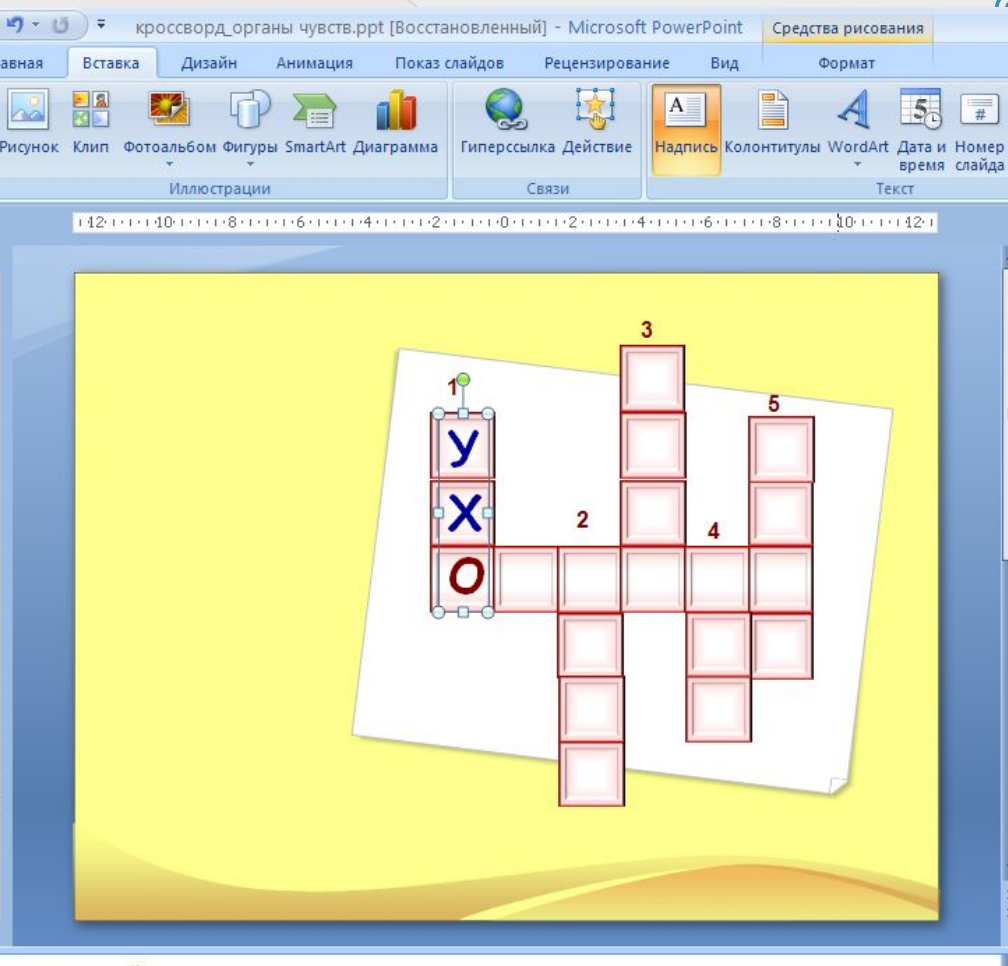 кроссворд_органы чувств.ppt [Восстановленный] - Microsoft PowerPoint Средства рисования
авная Вставка Дизайн Анимация Показ слайдов Рецензирование Вид Формат
Рисунок Клип Фотоальбом Фигуры SmartArt Диаграмма Гиперссылка Действие Надпись Колонтитулы WordArt Дата и время Номер слайда
Иллюстрации Связи Текст
12 10 8 6 4 2 0 2 4 6 8 10 12
3
1
5
У
Х
2
4
О